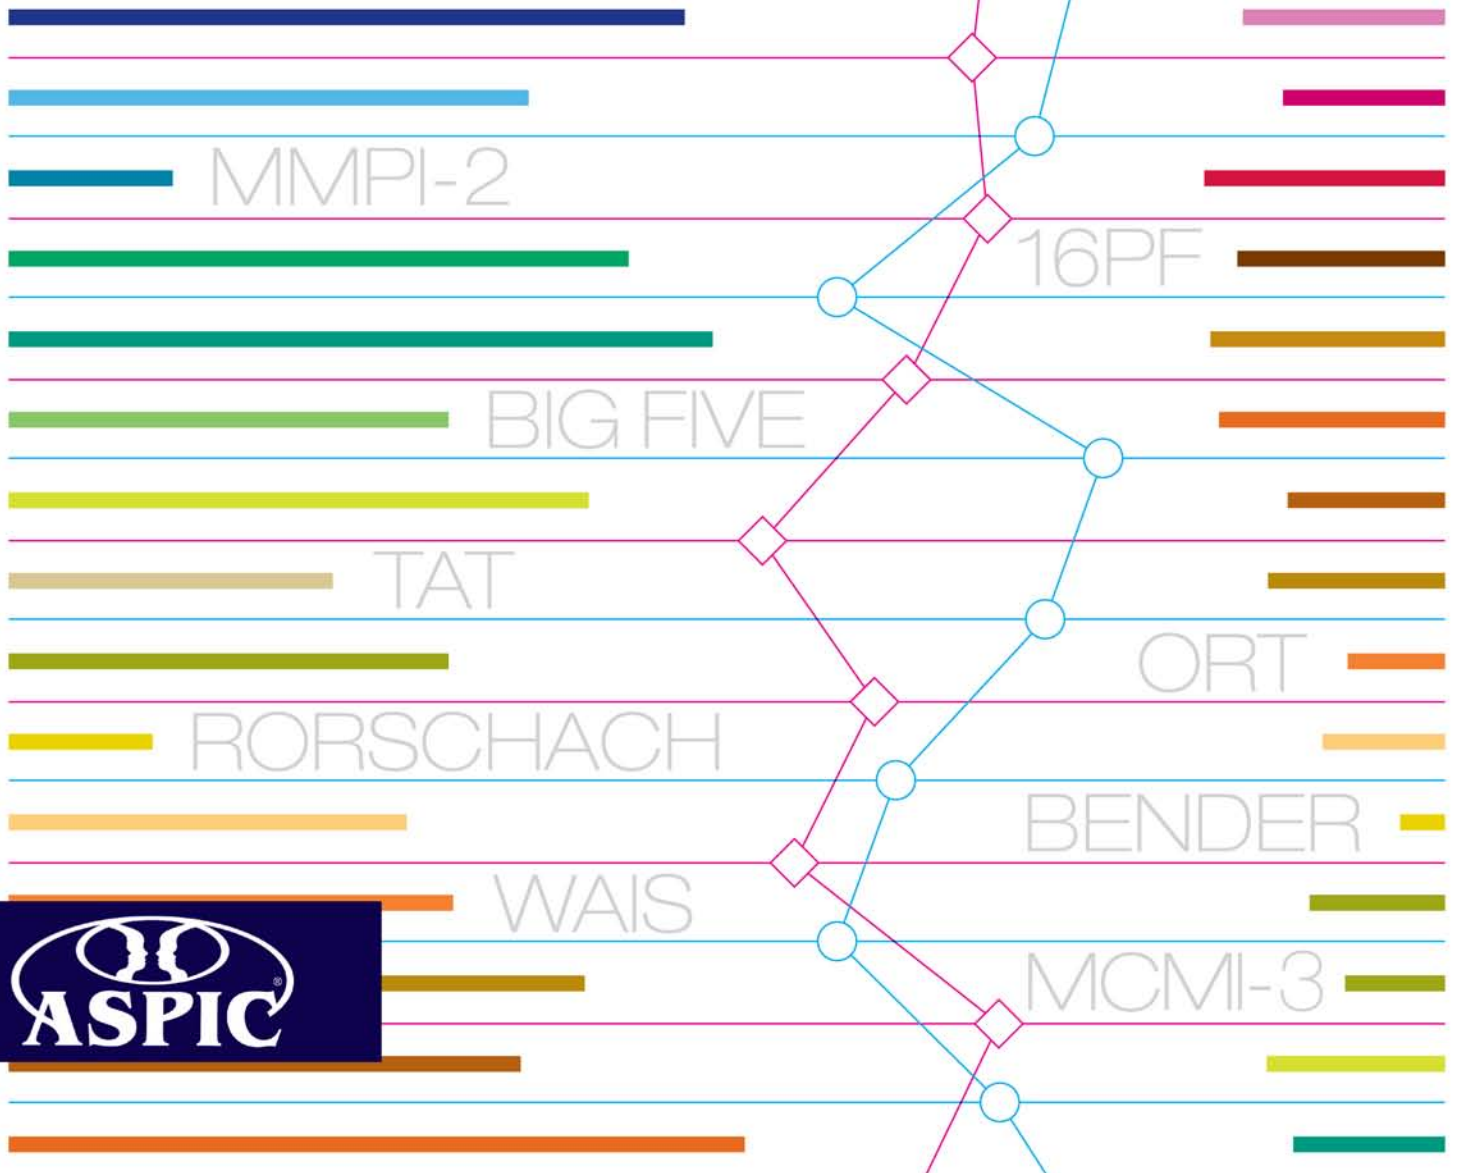 MMPI-2
16PF
BIG FIVE
TAT
ORT
RORSCHACH
BENDER
WAIS
MCMI-3
ASPIC®